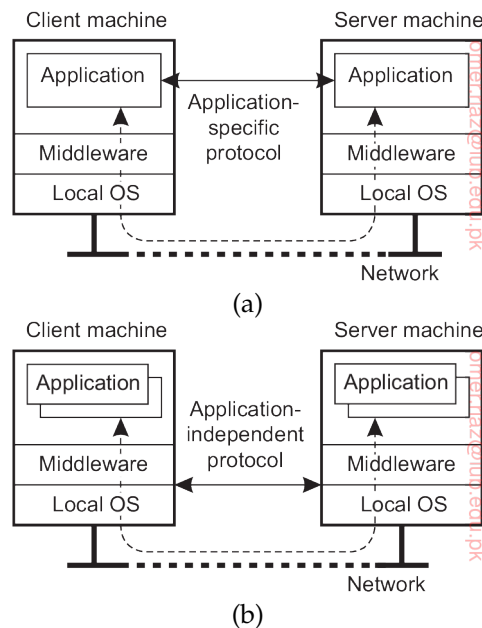 Client machine
Server machine
Application
Application
Application-
specific
protocol
Middleware
Middleware
Local OS
Local OS
Network
(a)
Client machine
Server machine
Application
Application
Application-
independent
protocol
Middleware
Middleware
Local OS
Local OS
Network
(b)